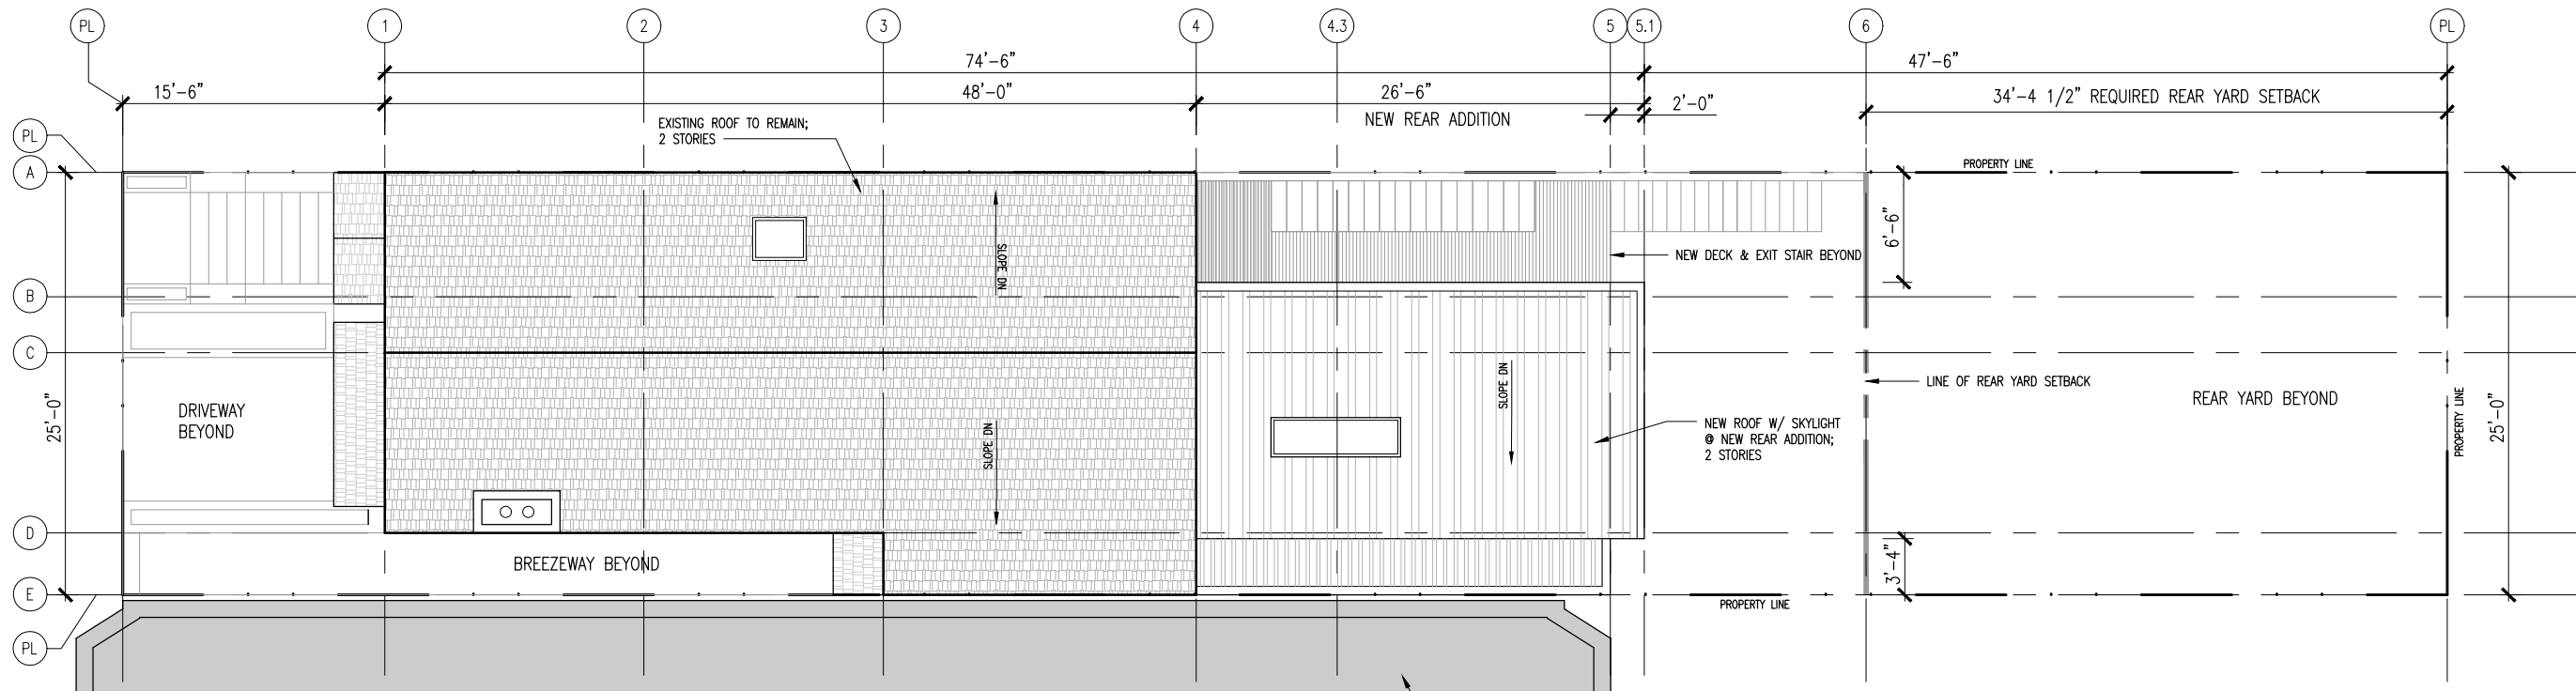 PL
1
2
3
4
4.3
5
5.1
6
PL
74'-6"
47'-6"
15'-6"
48'-0"
26'-6"
2'-0"
34'-4 1/2" REQUIRED REAR YARD SETBACK
NEW REAR ADDITION
EXISTING ROOF TO REMAIN;
2 STORIES
PL
A
B
C
D
E
PL
25'-0"
PROPERTY LINE
6'-6"
SLOPE DN
NEW DECK & EXIT STAIR BEYOND
LINE OF REAR YARD SETBACK
REAR YARD BEYOND
PROPERTY LINE
25'-0"
DRIVEWAY
BEYOND
SLOPE DN
SLOPE DN
NEW ROOF W/ SKYLIGHT
@ NEW REAR ADDITION;
2 STORIES
BREEZEWAY BEYOND
3'-4"
PROPERTY LINE